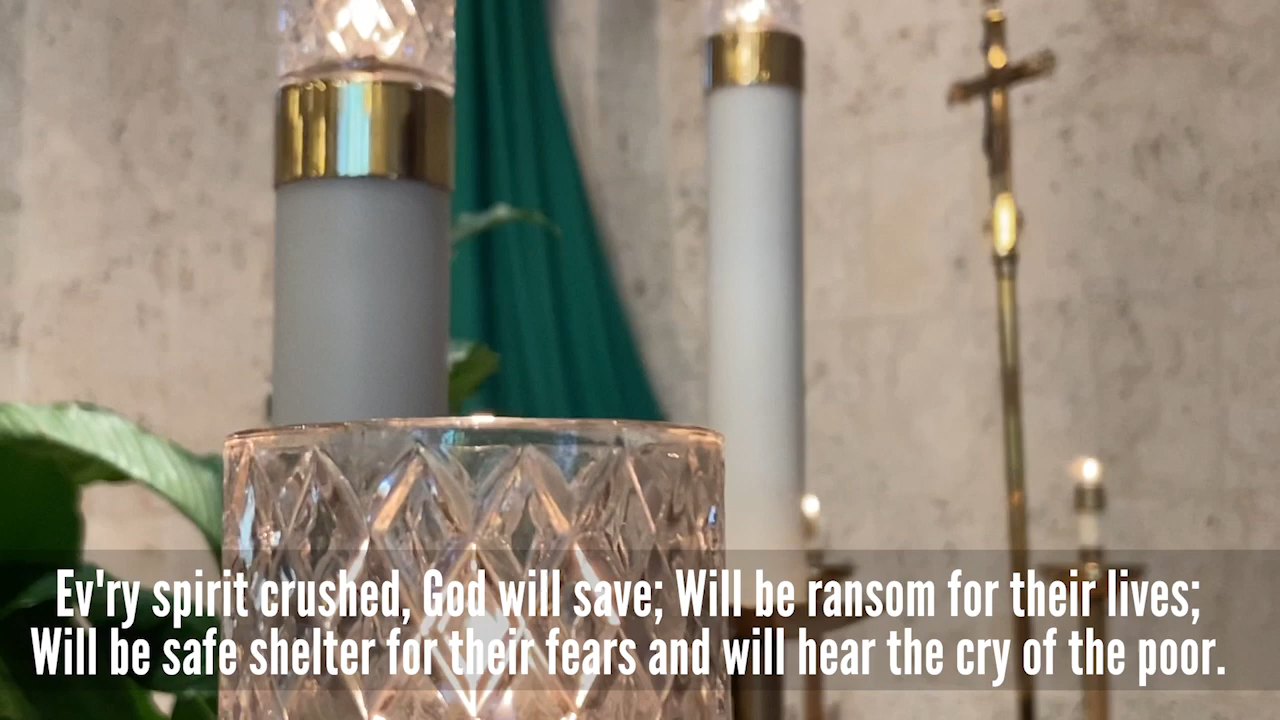 Ev'ry spirit crushed, God will save; Will be ransom for their lives;
Will be safe shelter for their fears and will hear the cry of the poor.